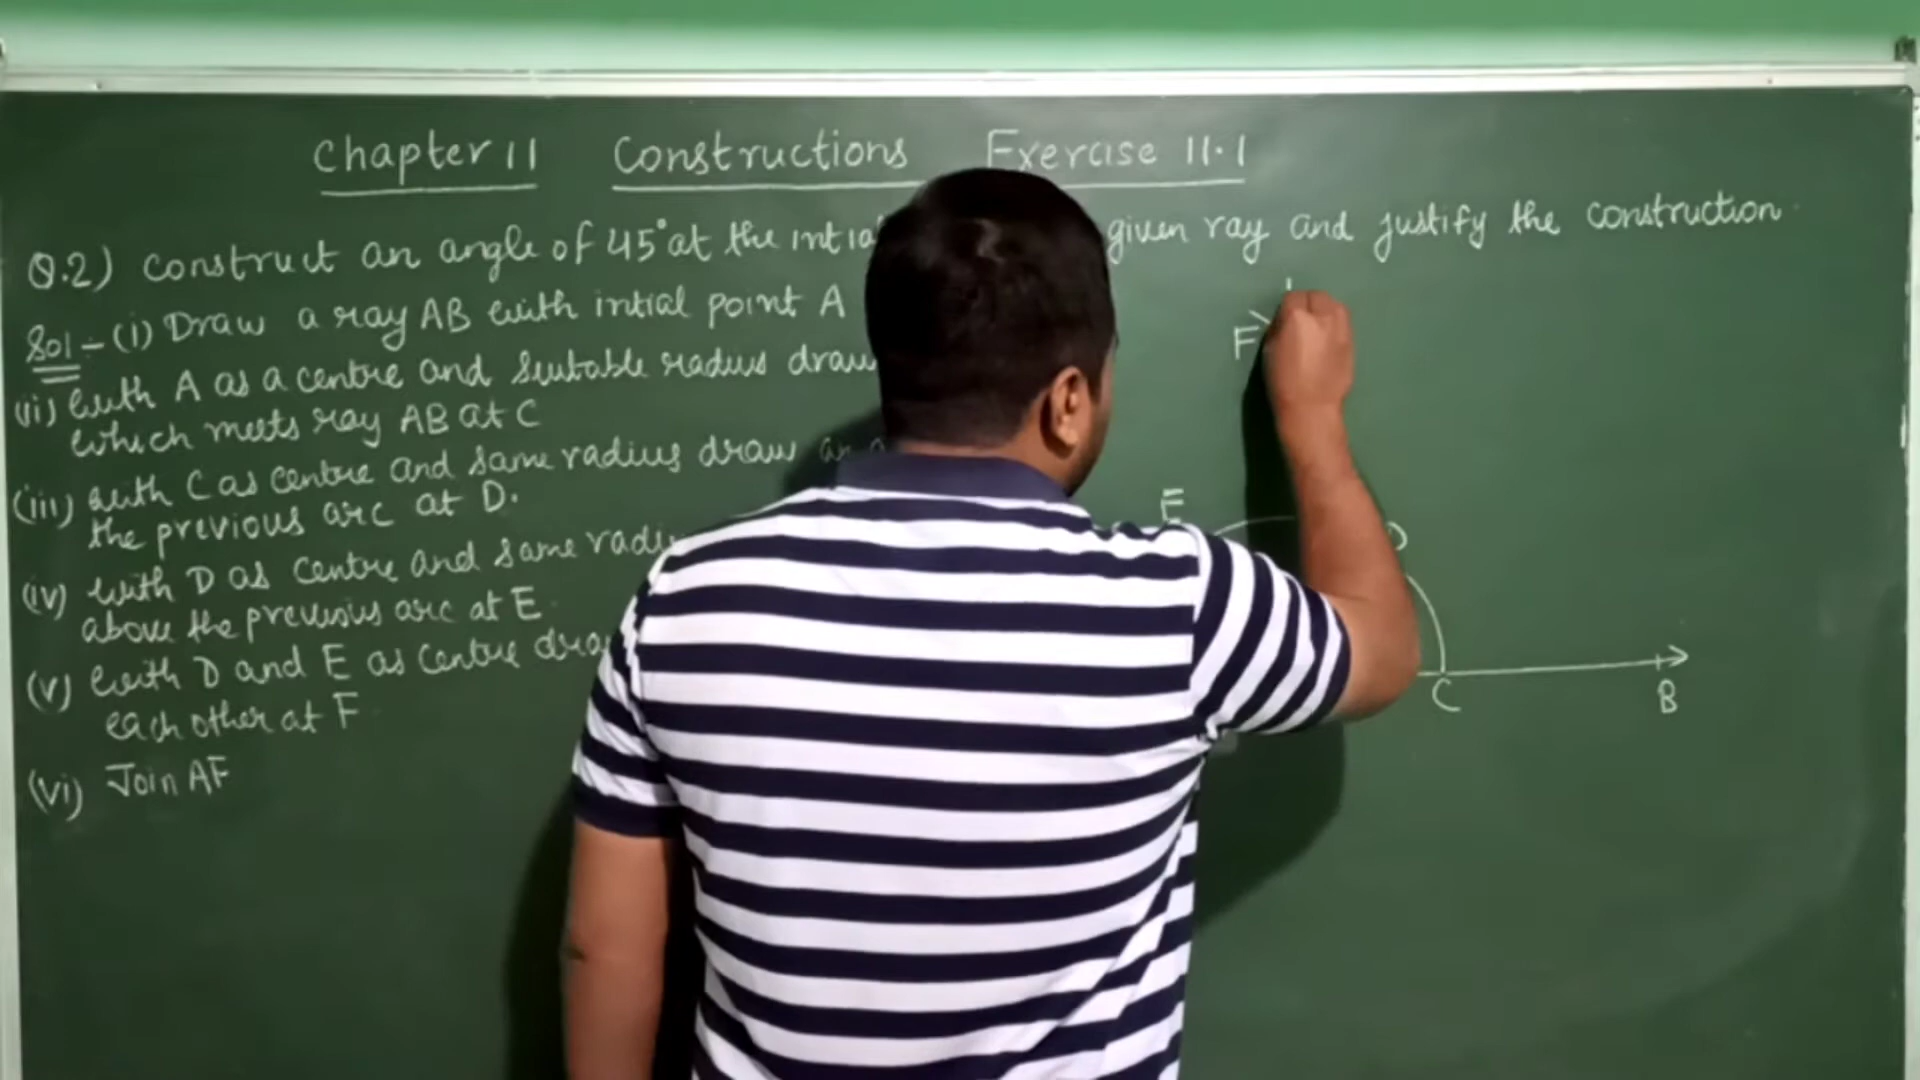 Chapter 11 Constructions Exercise 11.1
Q.2) Construct an angle of 45° at the given ray and justify the construction.
Sol:- (i) Draw a ray AB with intial point A
(ii) with A as a centre and Suitable radius draw
which meets ray AB at C
(iii) with C as centre and same radius draw an
the previous arc at D.
(iv) with D as centre and same
above the previous arc at E.
(v) with D and E as centre
each other at F
(vi) Join AF
F
E
C
B